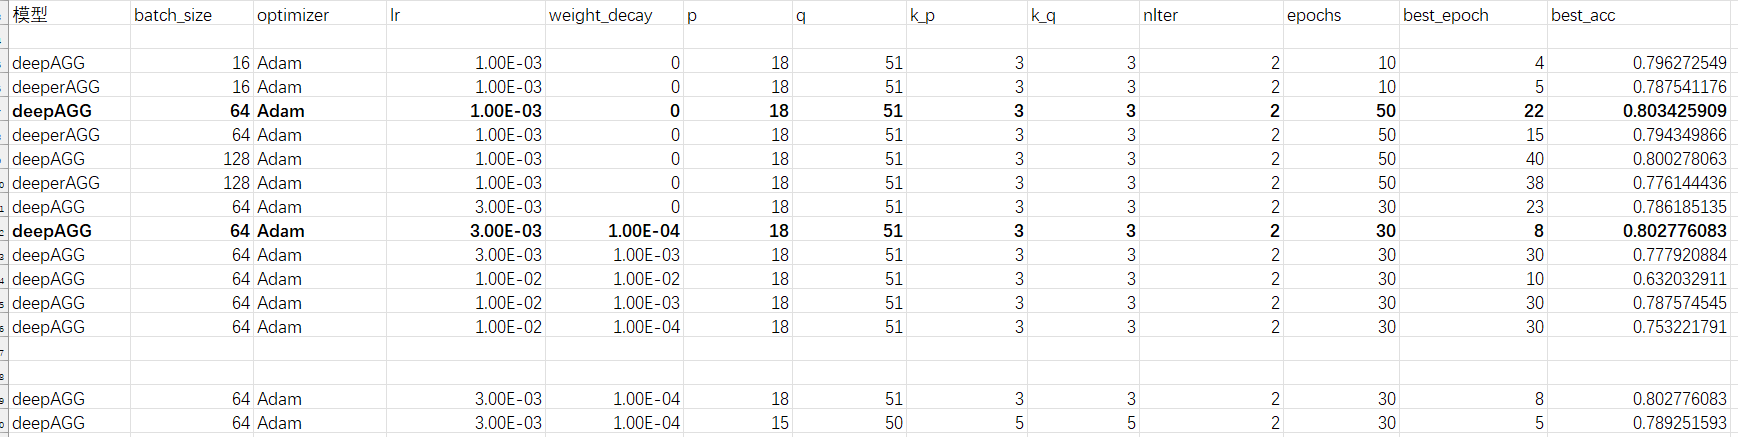 模型 batch_size optimizer lr weight_decay p q k_p k_q nIter epochs best_epoch best_acc
deepAGG 16 Adam 1.00E-03 0 18 51 3 3 2 10 4 0.796272549
deeperAGG 16 Adam 1.00E-03 0 18 51 3 3 2 10 5 0.787541176
deepAGG 64 Adam 1.00E-03 0 18 51 3 3 2 50 22 0.803425909
deeperAGG 64 Adam 1.00E-03 0 18 51 3 3 2 50 15 0.794349866
deepAGG 128 Adam 1.00E-03 0 18 51 3 3 2 50 40 0.800278063
deeperAGG 128 Adam 1.00E-03 0 18 51 3 3 2 50 38 0.776144436
deepAGG 64 Adam 3.00E-03 0 18 51 3 3 2 30 23 0.786185135
deepAGG 64 Adam 3.00E-03 1.00E-04 18 51 3 3 2 30 8 0.802776083
deepAGG 64 Adam 3.00E-03 1.00E-03 18 51 3 3 2 30 30 0.777920884
deepAGG 64 Adam 1.00E-02 1.00E-02 18 51 3 3 2 30 10 0.632032911
deepAGG 64 Adam 1.00E-02 1.00E-03 18 51 3 3 2 30 30 0.787574545
deepAGG 64 Adam 1.00E-02 1.00E-04 18 51 3 3 2 30 30 0.753221791
deepAGG 64 Adam 3.00E-03 1.00E-04 18 51 3 3 2 30 8 0.802776083
deepAGG 64 Adam 3.00E-03 1.00E-04 15 50 5 5 2 30 5 0.789251593